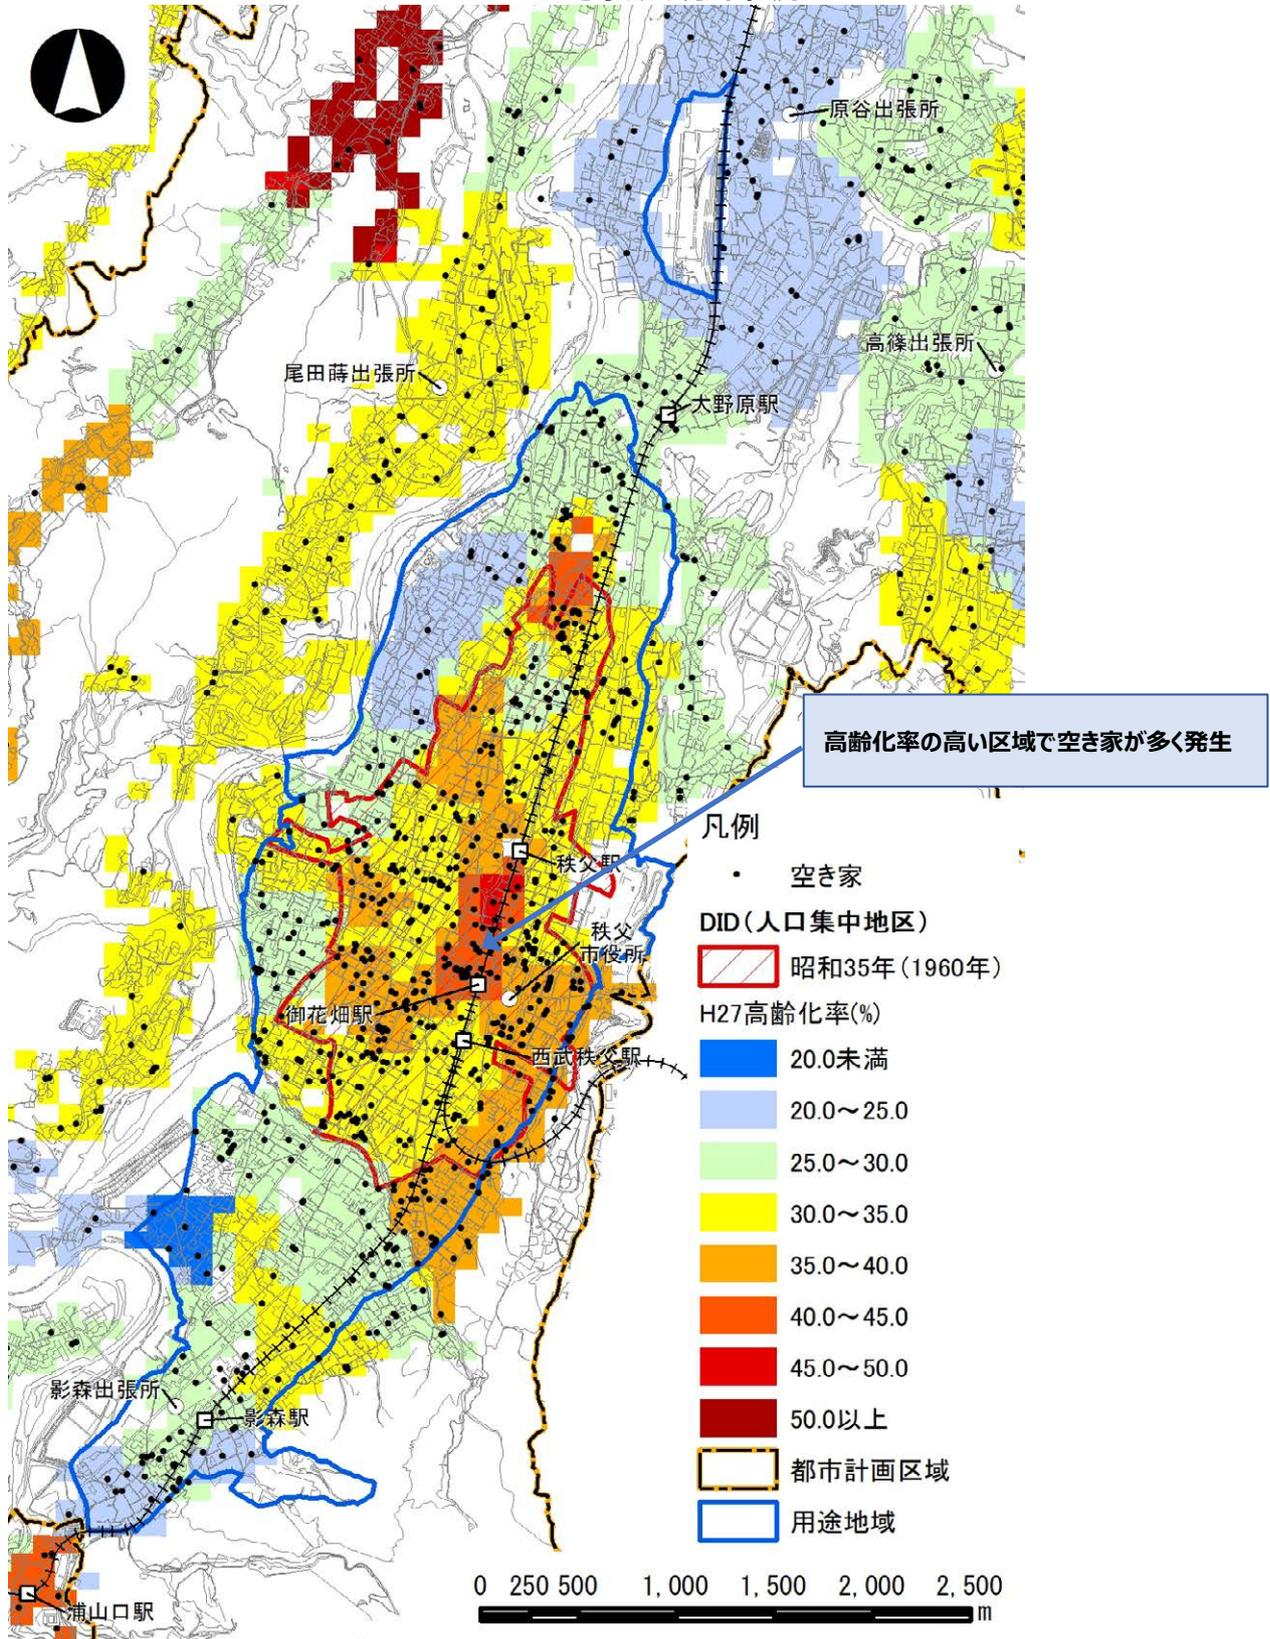 原谷出張所
高篠出張所
尾田蒔出張所
大野原駅
高齢化率の高い区域で空き家が多く発生
秩父駅
秩父
市役所
御花畑駅
西武秩父駅
影森出張所
影森駅
浦山口駅
凡例
空き家
DID(人口集中地区)
昭和35年(1960年)
H27高齢化率(%)
20.0未満
20.0～25.0
25.0～30.0
30.0～35.0
35.0～40.0
40.0～45.0
45.0～50.0
50.0以上
都市計画区域
用途地域
0 250 500 1,000 1,500 2,000 2,500
m